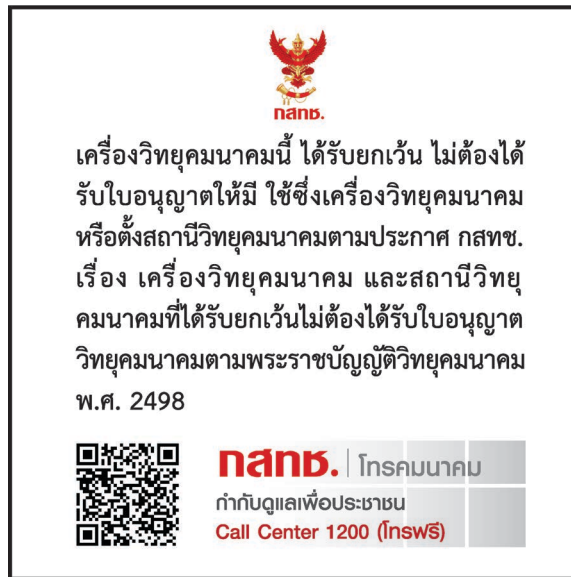 กสทช.
เครื่องวิทยุคมนาคมนี้ ได้รับยกเว้น ไม่ต้องได้
รับใบอนุญาตให้มี ใช้ซึ่งเครื่องวิทยุคมนาคม
หรือตั้งสถานีวิทยุคมนาคมตามประกาศ กสทช.
เรื่อง เครื่องวิทยุคมนาคม และสถานีวิทยุ
คมนาคมที่ได้รับยกเว้นไม่ต้องได้รับใบอนุญาต
วิทยุคมนาคมตามพระราชบัญญัติวิทยุคมนาคม
พ.ศ. 2498
กสทช. | โทรคมนาคม
กำกับดูแลเพื่อประชาชน
Call Center 1200 (โทรฟรี)